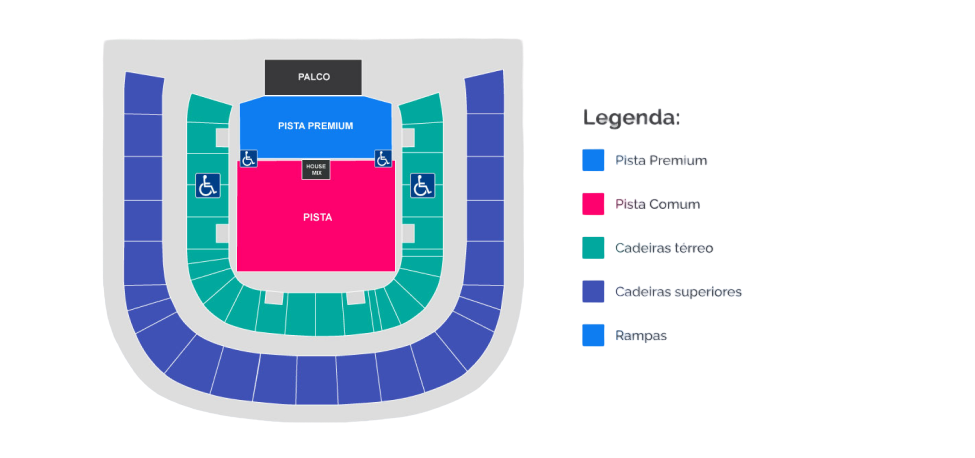 PALCO
PISTA PREMIUM
HOUSE
MIX
PISTA
Legenda:
Pista Premium
Pista Comum
Cadeiras térreo
Cadeiras superiores
Rampas